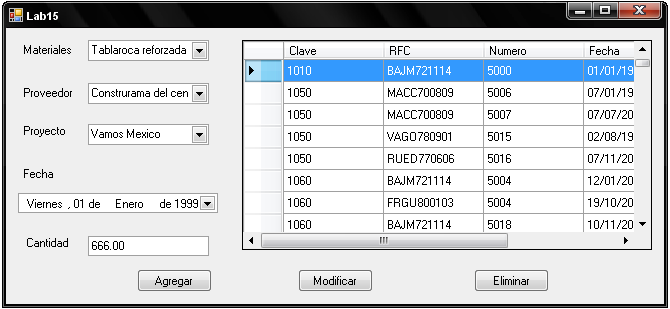 Lab15
Materiales Tablaroca reforzada
Proveedor Construrama del cen
Proyecto Vamos Mexico
Fecha
Viernes , 01 de Enero de 1999
Cantidad 666.00
Clave RFC Numero Fecha
1010 BAJM721114 5000 01/01/19
1050 MACC700809 5006 07/01/19
1050 MACC700809 5007 07/07/20
1050 VAGO780901 5015 02/08/19
1050 RUED770606 5016 07/11/20
1060 BAJM721114 5004 12/01/20
1060 FRGU800103 5004 19/10/20
1060 BAJM721114 5018 10/11/20
Agregar Modificar Eliminar